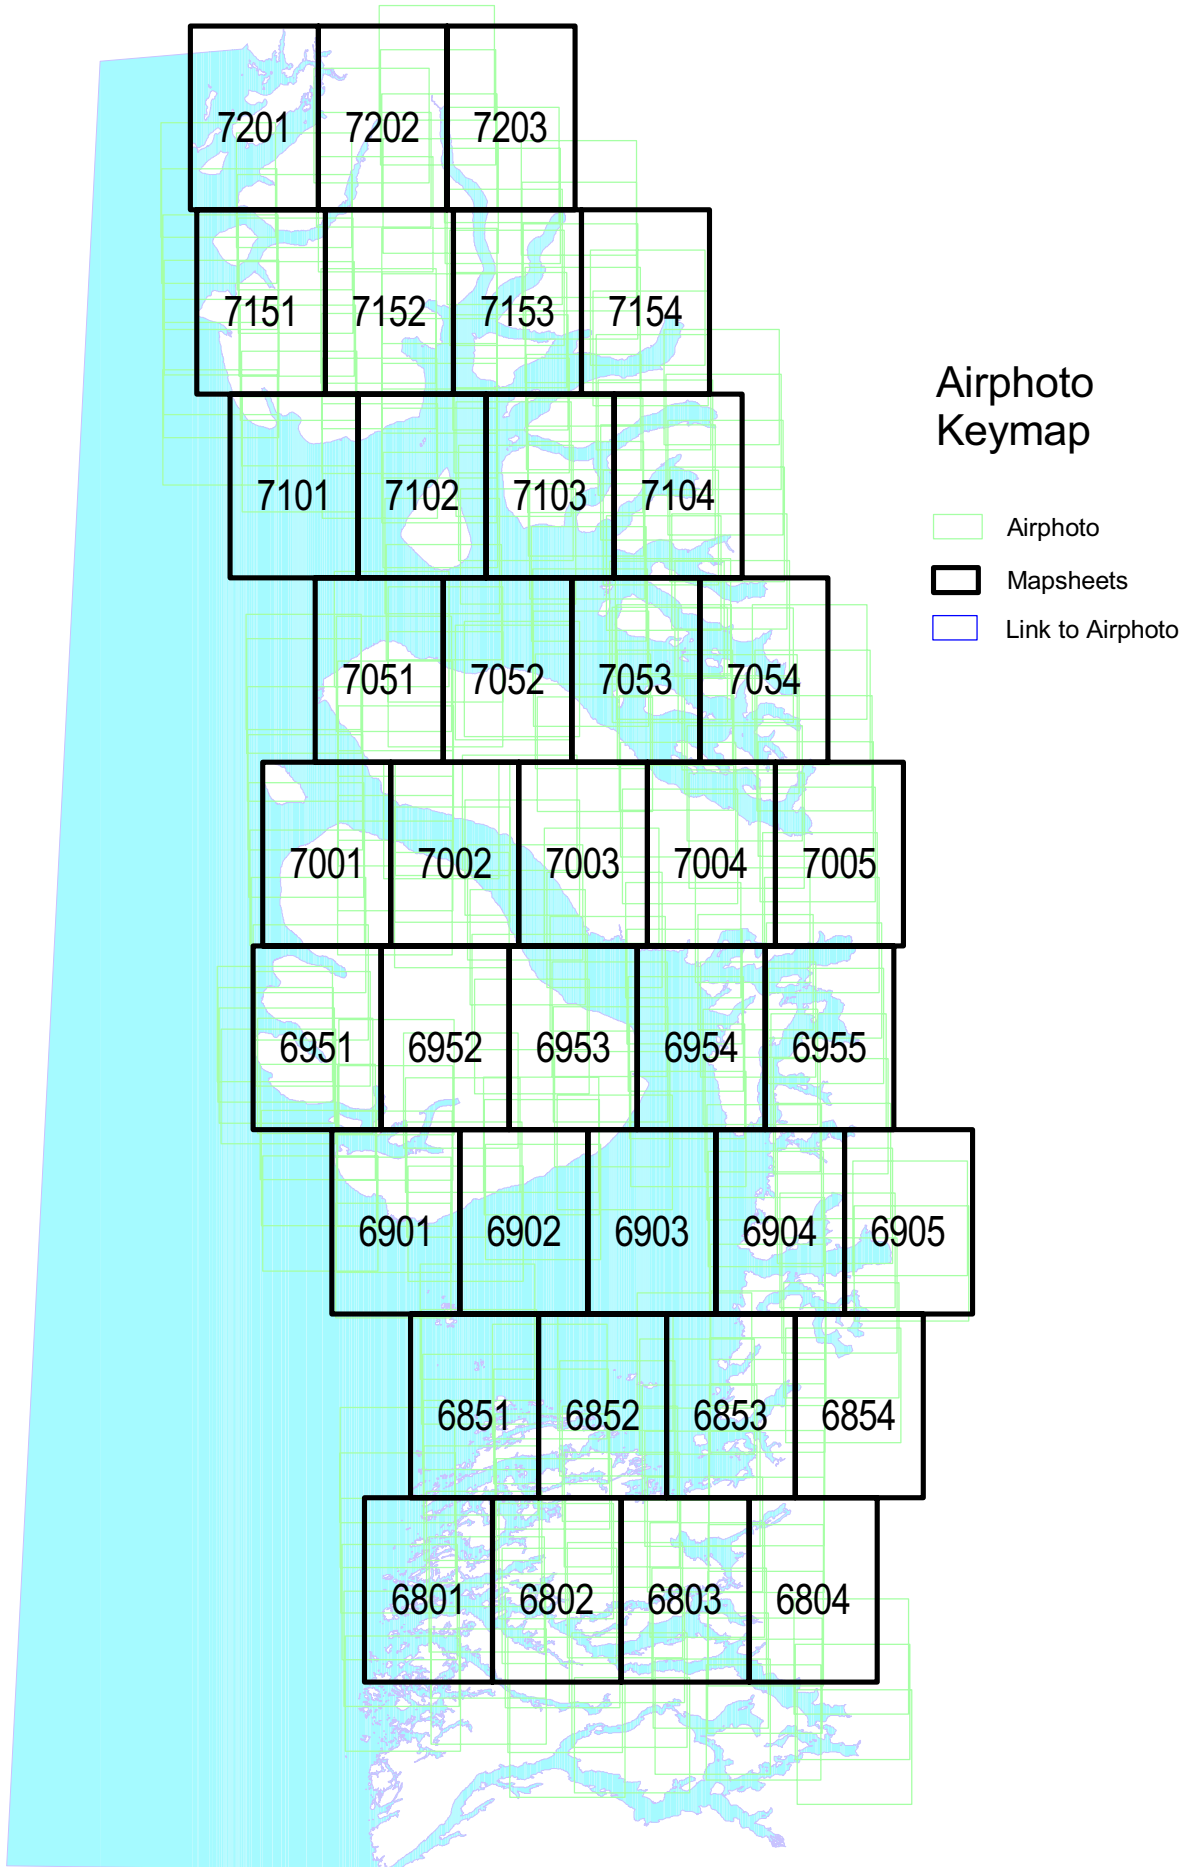 7201 7202 7203
7151 7152 7153 7154
Airphoto
Keymap
7101 7102 7103 7104
Airphoto
Mapsheets
Link to Airphoto
7051 7052 7053 7054
7001 7002 7003 7004 7005
6951 6952 6953 6954 6955
6901 6902 6903 6904 6905
6851 6852 6853 6854
6801 6802 6803 6804